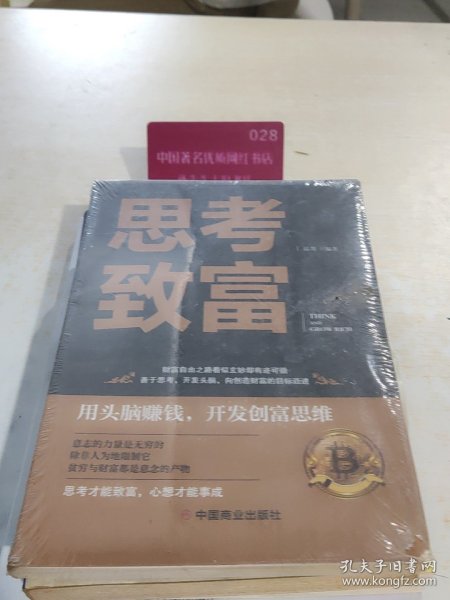 028
中国著名优质网红书店
思考
致富
编著
THINK
AND
GROW RICH
财富自由之路看似玄妙却有迹可循
善于思考、开发头脑、向创造财富的目标迈进
用头脑赚钱，开发创富思维
意志的力量是无穷的
除非人为地限制它
贫穷与财富都是意念的产物
思考才能致富，心想才能事成
B
中国商业出版社
孔夫子旧书网
www.kongfz.com